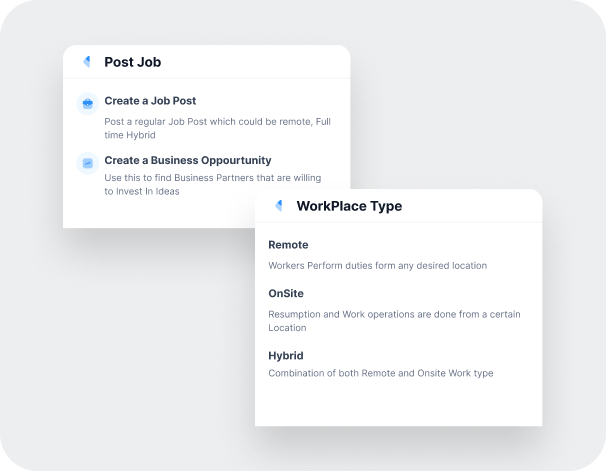 Post Job
Create a Job Post
Post a regular Job Post which could be remote, Full
time Hybrid
Create a Business Oppourtunity
Use this to find Business Partners that are willing
to Invest In Ideas
WorkPlace Type
Remote
Workers Perform duties form any desired location
OnSite
Resumption and Work operations are done from a certain
Location
Hybrid
Combination of both Remote and Onsite Work type